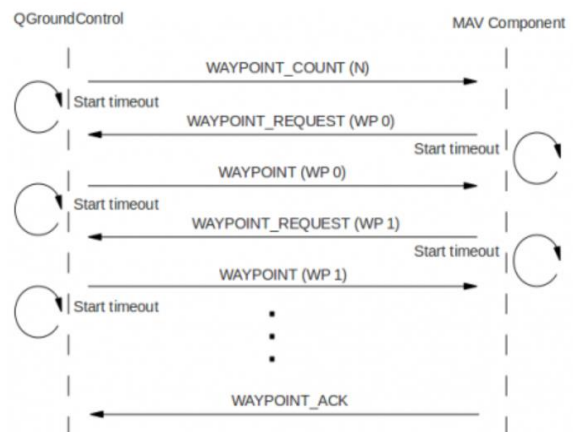 QGroundControl
MAV Component
WAYPOINT_COUNT (N)
Start timeout
WAYPOINT_REQUEST (WP 0)
Start timeout
WAYPOINT (WP 0)
Start timeout
WAYPOINT_REQUEST (WP 1)
Start timeout
WAYPOINT (WP 1)
Start timeout
WAYPOINT_ACK